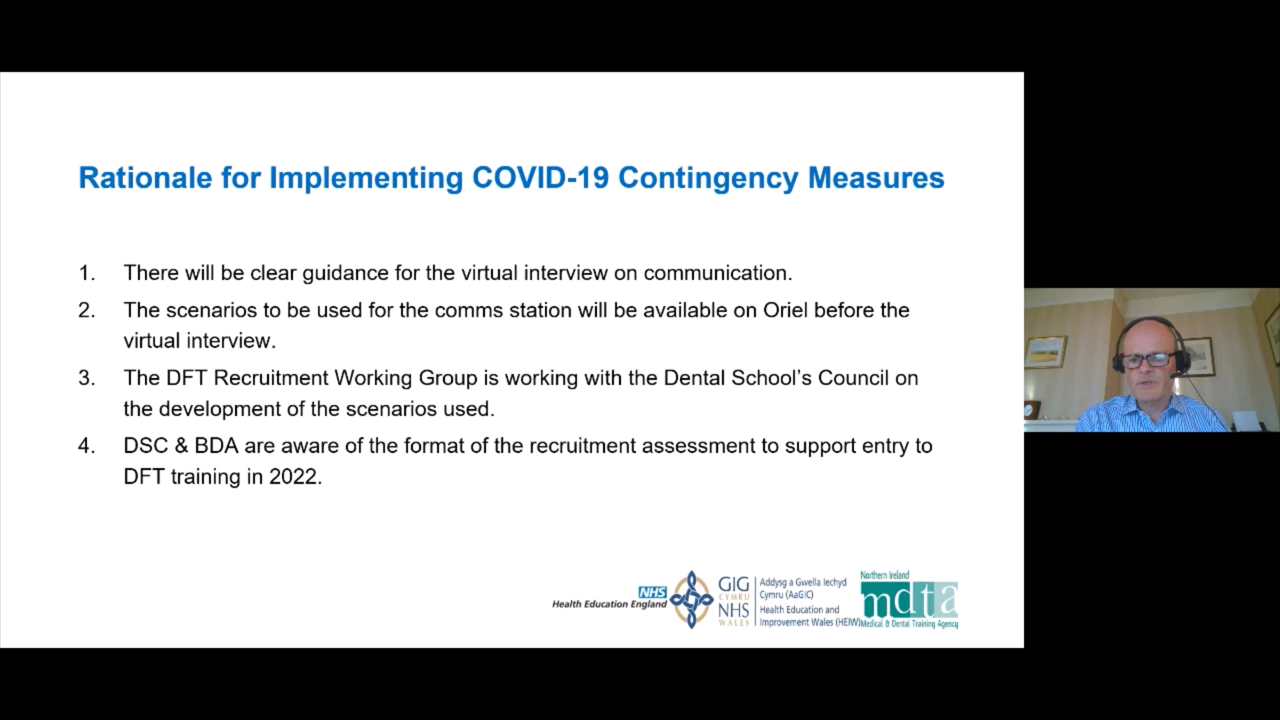 Rationale for Implementing COVID-19 Contingency Measures
1. There will be clear guidance for the virtual interview on communication.
2. The scenarios to be used for the comms station will be available on Oriel before the
virtual interview.
3. The DFT Recruitment Working Group is working with the Dental School's Council on
the development of the scenarios used.
4. DSC & BDA are aware of the format of the recruitment assessment to support entry to
DFT training in 2022.
NHS
Health Education England
GIG
CYMRU
NHS
WALES
Addysg a Gwella Iechyd
Cymru (AaGIC)
Health Education and
Improvement Wales (HEIW)
Northern Ireland
mdta
Medical & Dental Training Agency